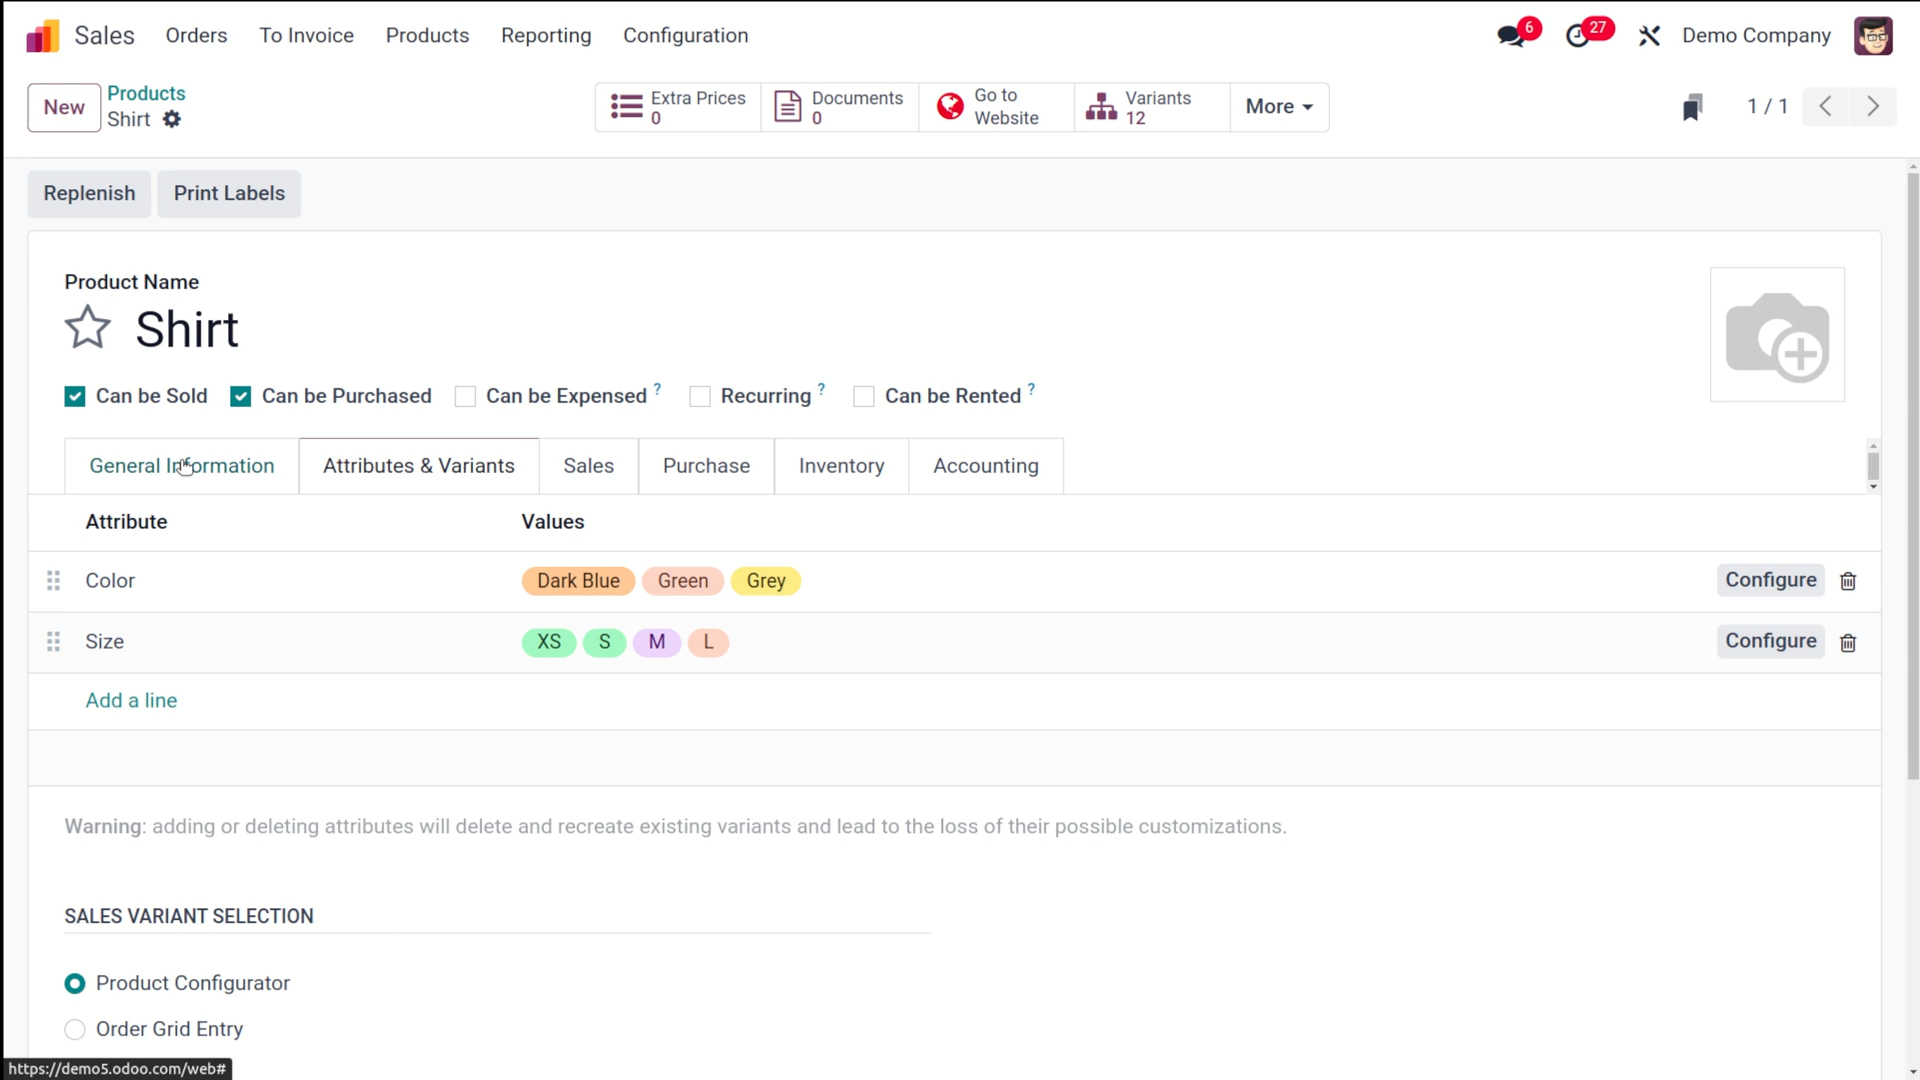 Sales Orders To Invoice Products Reporting Configuration 6 27 Demo Company
New Products Extra Prices 0 Documents 0 Go to Website Variants 12 More 1 / 1
Shirt
Replenish Print Labels
Product Name
Shirt
Can be Sold Can be Purchased Can be Expensed ? Recurring ? Can be Rented ?
General Information Attributes & Variants Sales Purchase Inventory Accounting
Attribute Values
Color Dark Blue Green Grey Configure
Size XS S M L Configure
Add a line
Warning: adding or deleting attributes will delete and recreate existing variants and lead to the loss of their possible customizations.
SALES VARIANT SELECTION
Product Configurator
Order Grid Entry
https://demo5.odoo.com/web#